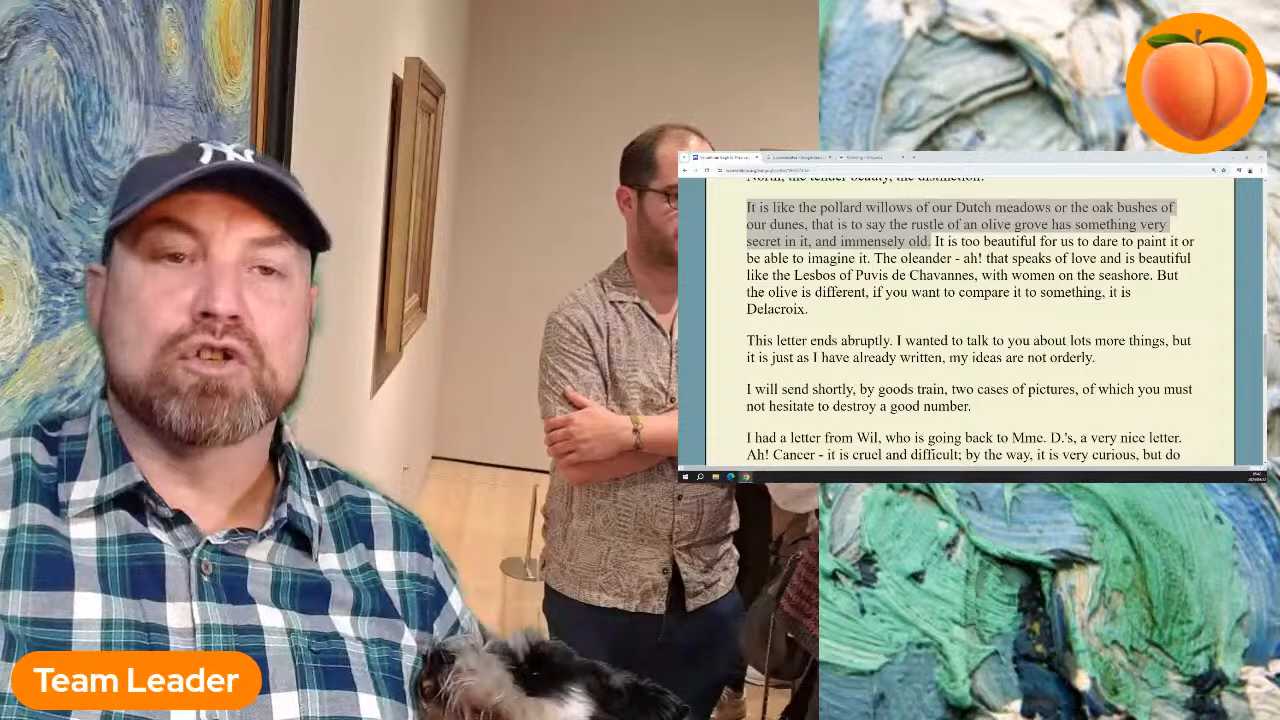 North, the tender beauty, the distinction!
It is like the pollard willows of our Dutch meadows or the oak bushes of
our dunes, that is to say the rustle of an olive grove has something very
secret in it, and immensely old. It is too beautiful for us to dare to paint it or
be able to imagine it. The oleander - ah! that speaks of love and is beautiful
like the Lesbos of Puvis de Chavannes, with women on the seashore. But
the olive is different, if you want to compare it to something, it is
Delacroix.
This letter ends abruptly. I wanted to talk to you about lots more things, but
it is just as I have already written, my ideas are not orderly.
I will send shortly, by goods train, two cases of pictures, of which you must
not hesitate to destroy a good number.
I had a letter from Wil, who is going back to Mme. D.'s, a very nice letter.
Ah! Cancer - it is cruel and difficult; by the way, it is very curious, but do
Team Leader